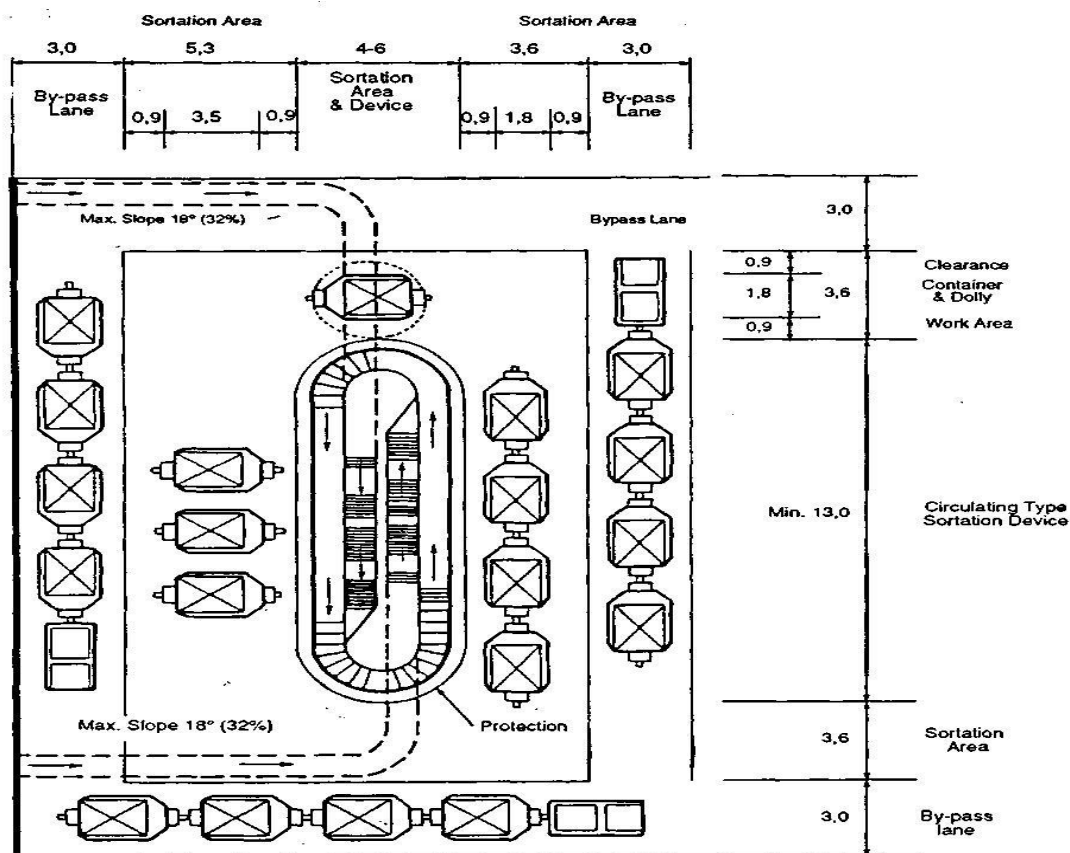 Sortation Area
Sortation Area
3,0
5,3
4-6
3,6
3,0
By-pass
Lane
Sortation
Area
& Device
By-pass
Lane
0,9
3,5
0,9
0,9
1,8
0,9
Max. Slope 18° (32%)
Bypass Lane
3,0
0,9
1,8
3,6
0,9
Clearance
Container
& Dolly
Work Area
Min. 13,0
Circulating Type
Sortation Device
Max. Slope 18° (32%)
Protection
3,6
Sortation
Area
3,0
By-pass
lane